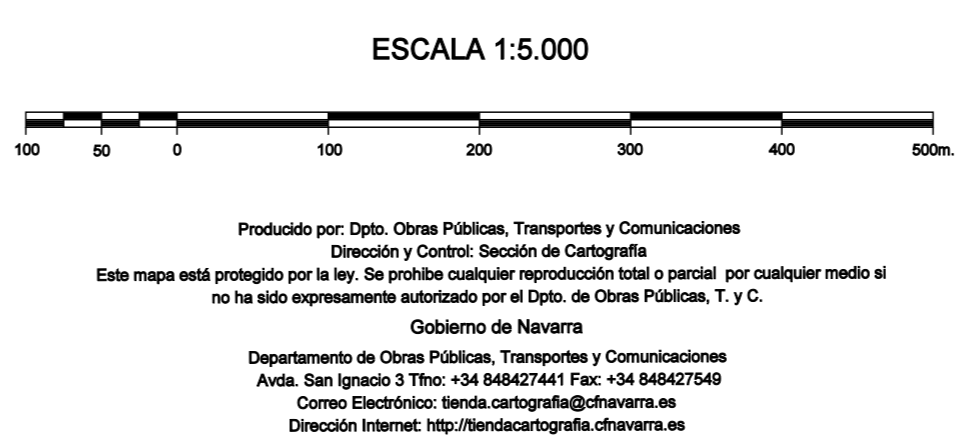 ESCALA 1:5.000
100 50 0 100 200 300 400 500m.
Producido por: Dpto. Obras Públicas, Transportes y Comunicaciones
Dirección y Control: Sección de Cartografía
Este mapa está protegido por la ley. Se prohibe cualquier reproducción total o parcial por cualquier medio si
no ha sido expresamente autorizado por el Dpto. de Obras Públicas, T. y C.
Gobierno de Navarra
Departamento de Obras Públicas, Transportes y Comunicaciones
Avda. San Ignacio 3 Tfno: +34 848427441 Fax: +34 848427549
Correo Electrónico: tienda.cartografia@cfnavarra.es
Dirección Internet: http://tiendacartografia.cfnavarra.es